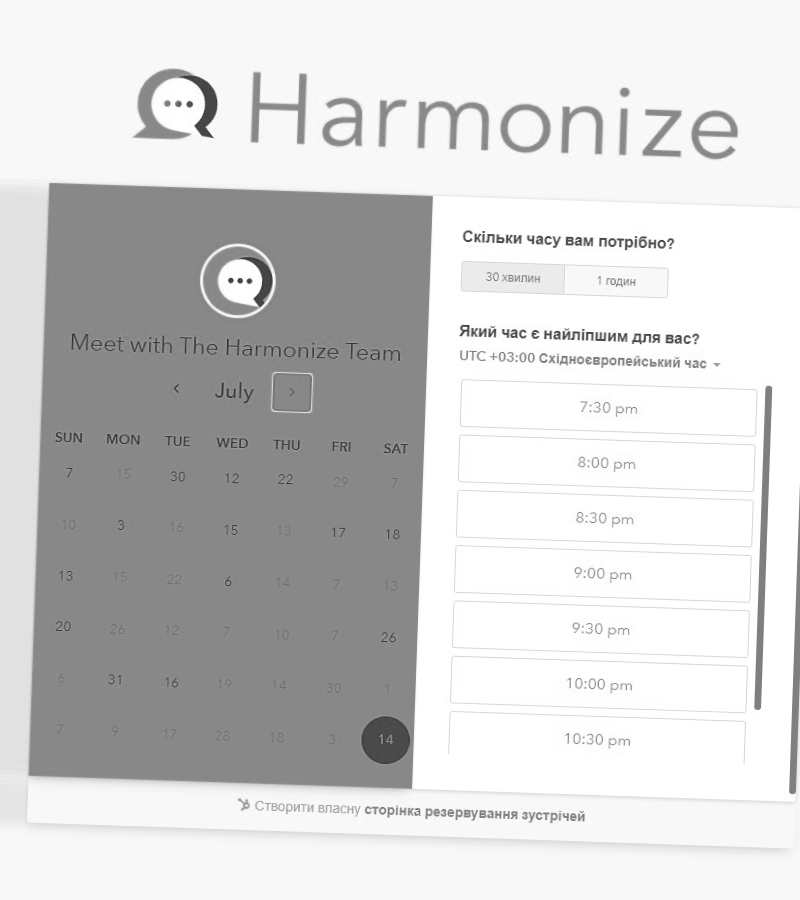 Harmonize
Meet with The Harmonize Team
July
SUN MON TUE WED THU FRI SAT
7 15 30 12 22 29 7
10 3 16 15 13 17 18
13 15 22 6 14 7 13
20 26 12 7 10 7 26
6 31 16 19 14 30 1
7 9 17 28 18 3 14
Скільки часу вам потрібно?
30 хвилин 1 годин
Який час є найліпшим для вас?
UTC +03:00 Східноєвропейський час
7:30 pm
8:00 pm
8:30 pm
9:00 pm
9:30 pm
10:00 pm
10:30 pm
Створити власну сторінка резервування зустрічей